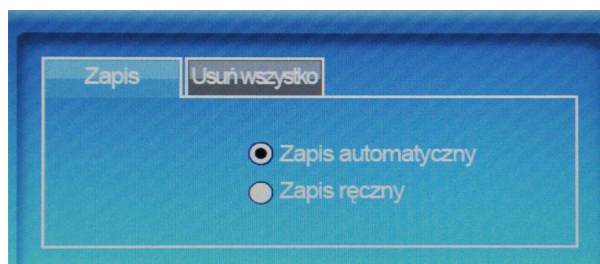 Zapis
Usuń wszystko
Zapis automatyczny
Zapis ręczny